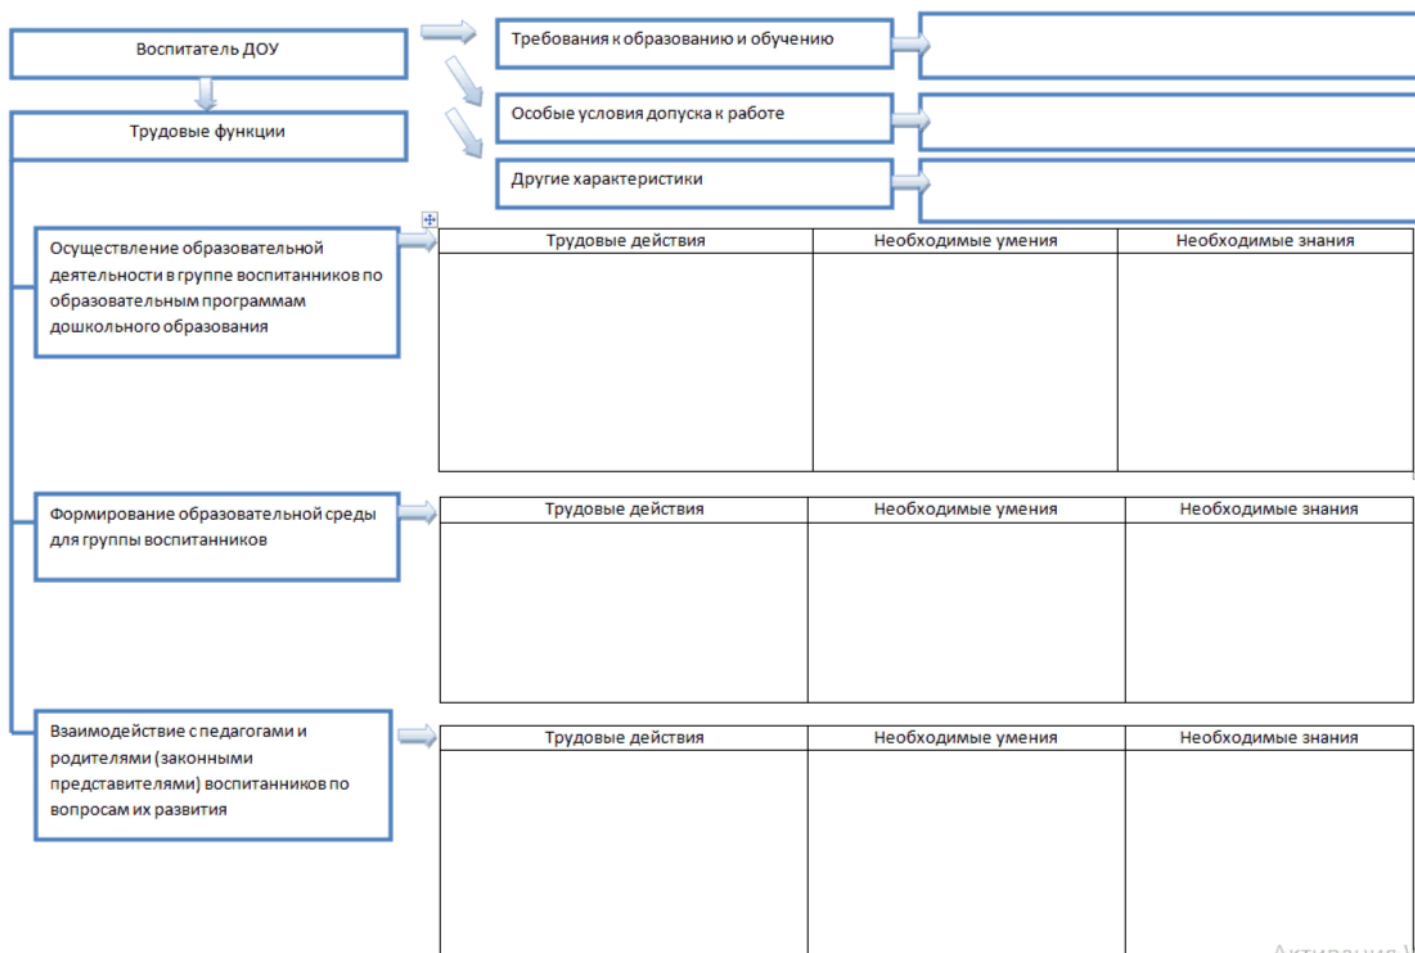 Воспитатель ДОУ
Трудовые функции
Требования к образованию и обучению
Особые условия допуска к работе
Другие характеристики
Осуществление образовательной
деятельности в группе воспитанников по
образовательным программам
дошкольного образования
Трудовые действия
Необходимые умения
Необходимые знания
Формирование образовательной среды
для группы воспитанников
Трудовые действия
Необходимые умения
Необходимые знания
Взаимодействие с педагогами и
родителями (законными
представителями) воспитанников по
вопросам их развития
Трудовые действия
Необходимые умения
Необходимые знания